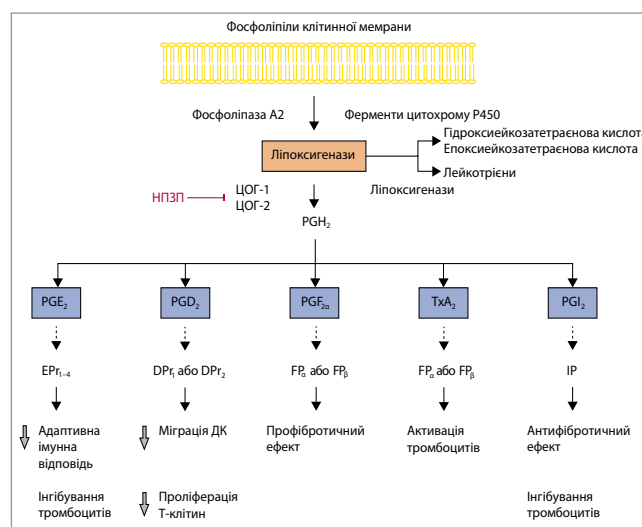 Фосфоліпіли клітинної мемрани
Фосфоліпаза А2
Ферменти цитохрому Р450
Ліпоксигенази
Гідроксиейкозатетраєнова кислота
Епоксиейкозатетраєнова кислота
Лейкотрієни
Ліпоксигенази
НПЗП
ЦОГ-1
ЦОГ-2
PGH₂
PGE₂ PGD₂ PGF₂α TxA₂ PGI₂
EPr₁₋₄ DPr₁ або DPr₂ FPα або FPβ FPα або FPβ IP
Адаптивна
імунна
відповідь
Інгібування
тромбоцитів
Міграція ДК
Проліферація
Т-клітин
Профібротичний
ефект
Активація
тромбоцитів
Антифібротичний
ефект
Інгібування
тромбоцитів